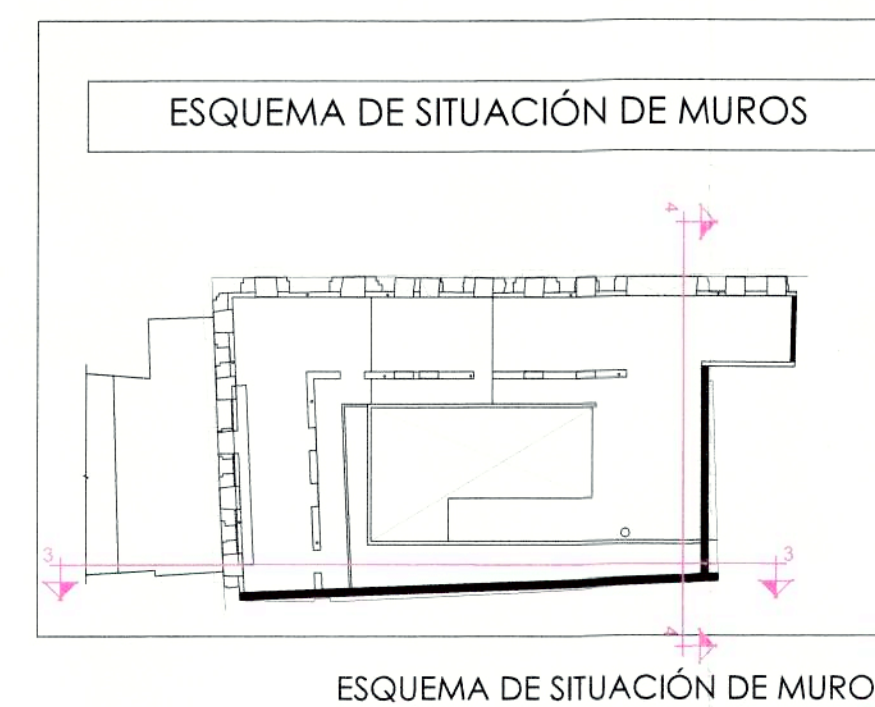 ESQUEMA DE SITUACIÓN DE MUROS
4
3 3
4
ESQUEMA DE SITUACIÓN DE MURO